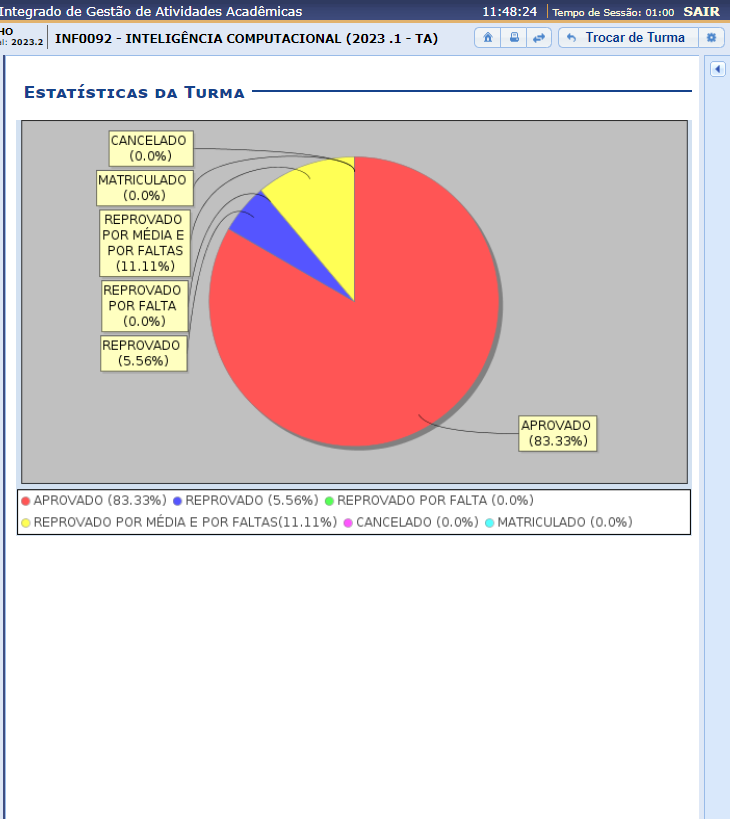 Integrado de Gestão de Atividades Acadêmicas 11:48:24 Tempo de Sessão: 01:00 SAIR
2023.2 INF0092 - INTELIGÊNCIA COMPUTACIONAL (2023 .1 - TA) Trocar de Turma
Estatísticas da Turma
CANCELADO
(0.0%)
MATRICULADO
(0.0%)
REPROVADO
POR MÉDIA E
POR FALTAS
(11.11%)
REPROVADO
POR FALTA
(0.0%)
REPROVADO
(5.56%)
APROVADO
(83.33%)
APROVADO (83.33%) REPROVADO (5.56%) REPROVADO POR FALTA (0.0%)
REPROVADO POR MÉDIA E POR FALTAS(11.11%) CANCELADO (0.0%) MATRICULADO (0.0%)